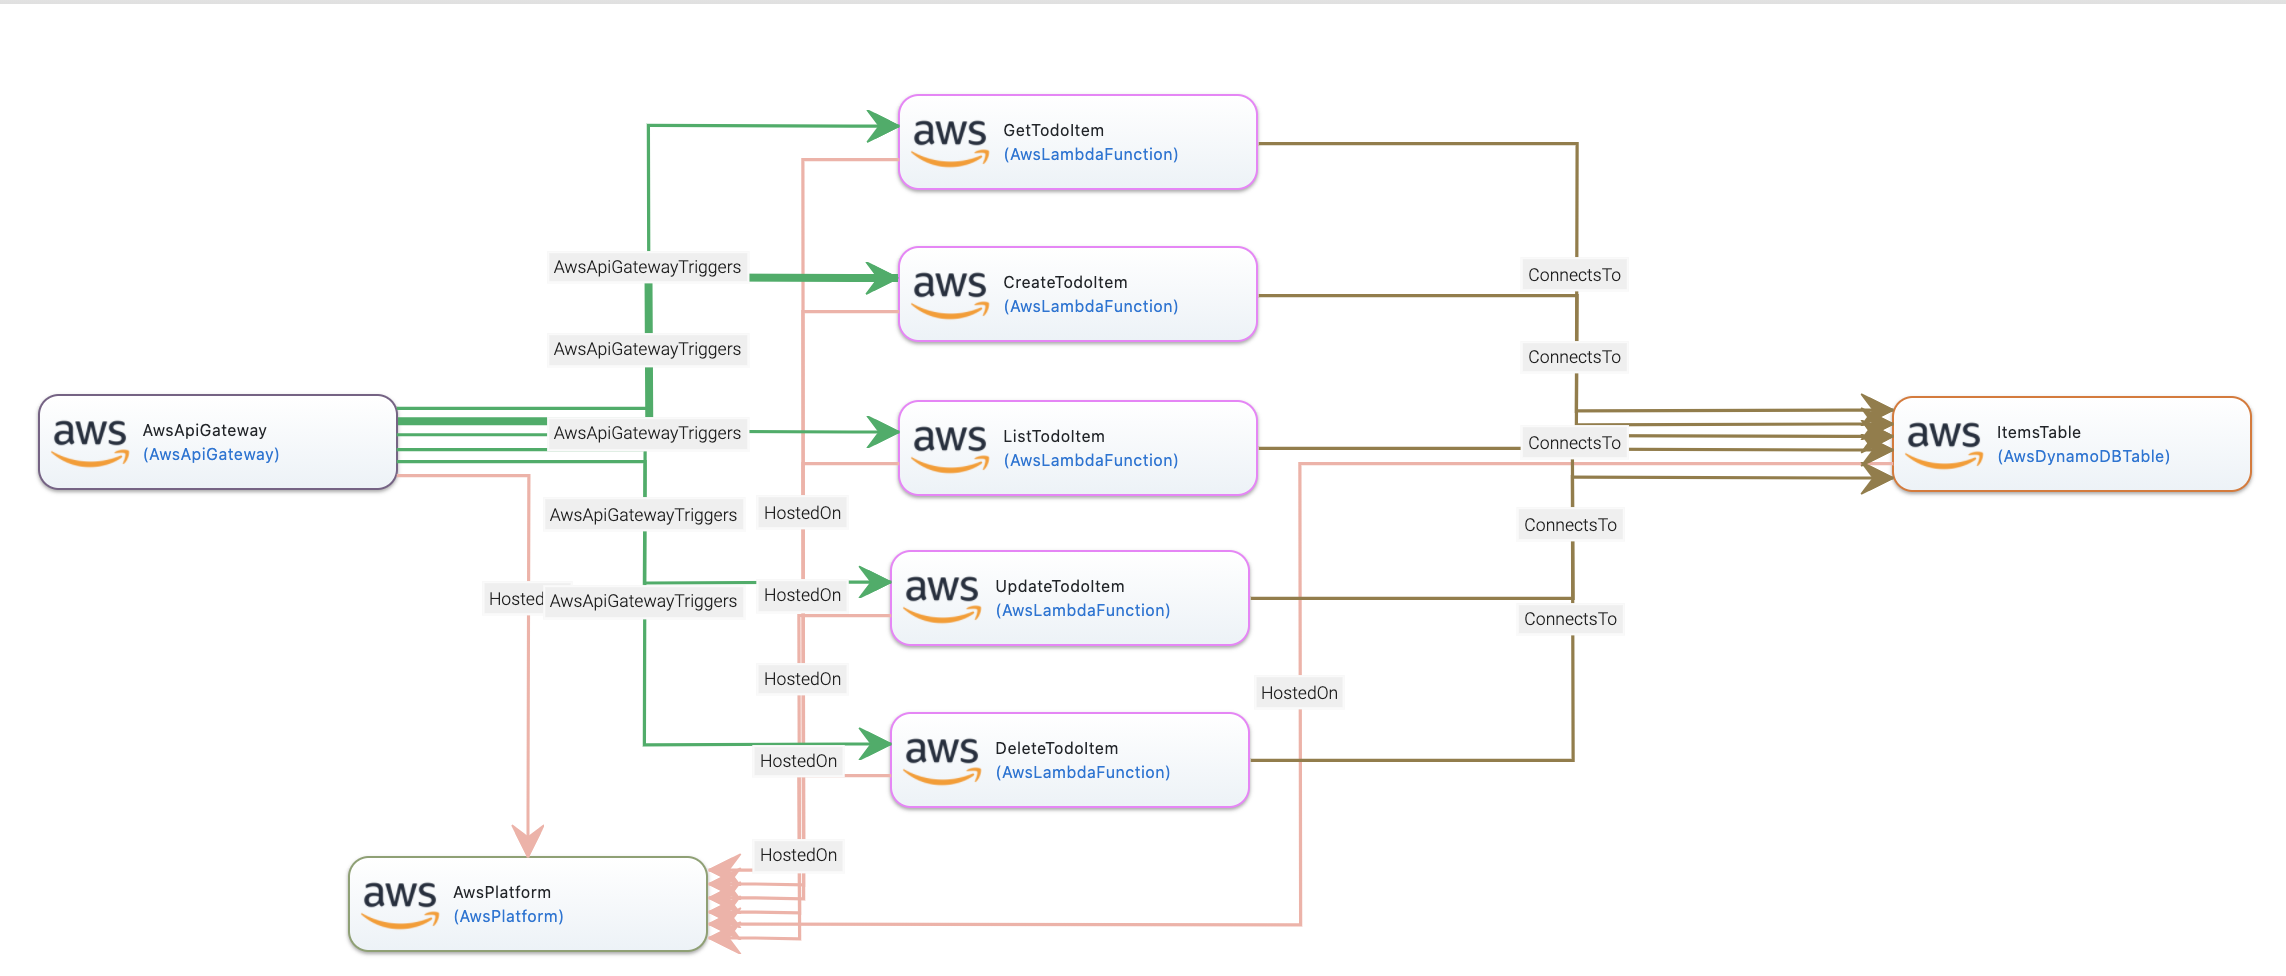 aws
GetTodoItem
(AwsLambdaFunction)
AwsApiGatewayTriggers
aws
CreateTodoItem
(AwsLambdaFunction)
ConnectsTo
AwsApiGatewayTriggers
ConnectsTo
aws
AwsApiGateway
(AwsApiGateway)
AwsApiGatewayTriggers
aws
ListTodoItem
(AwsLambdaFunction)
ConnectsTo
aws
ItemsTable
(AwsDynamoDBTable)
AwsApiGatewayTriggers
HostedOn
ConnectsTo
Hosted
AwsApiGatewayTriggers
HostedOn
aws
UpdateTodoItem
(AwsLambdaFunction)
ConnectsTo
HostedOn
HostedOn
HostedOn
aws
DeleteTodoItem
(AwsLambdaFunction)
HostedOn
aws
AwsPlatform
(AwsPlatform)